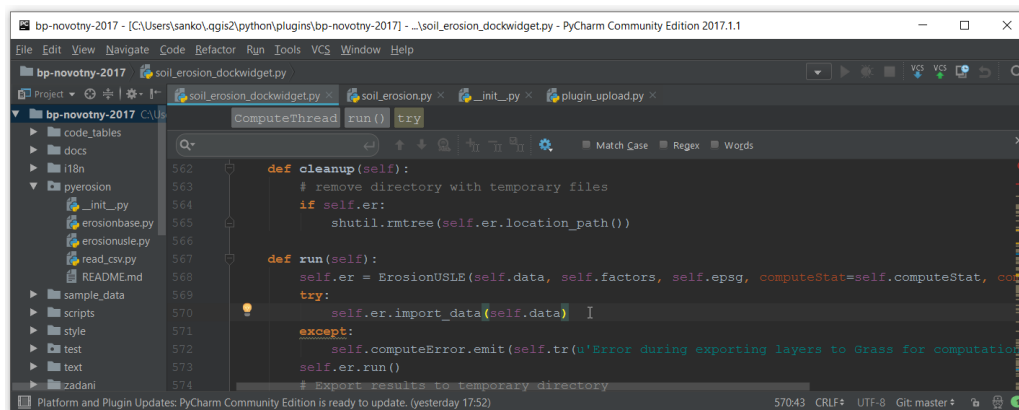 bp-novotny-2017 - [C:\Users\sanko\.qgis2\python\plugins\bp-novotny-2017] - ...\soil_erosion_dockwidget.py - PyCharm Community Edition 2017.1.1
File Edit View Navigate Code Refactor Run Tools VCS Window Help
bp-novotny-2017 soil_erosion_dockwidget.py
VCS VCS
Project soil_erosion_dockwidget.py soil_erosion.py __init__.py plugin_upload.py
bp-novotny-2017 ComputeThread run() try
code_tables
docs Match Case Regex Words
i18n 562 def cleanup(self):
pyerosion 563 # remove directory with temporary files
__init__.py 564 if self.er:
erosionbase.py 565 shutil.rmtree(self.er.location_path())
erosionusle.py 566
read_csv.py 567 def run(self):
README.md 568 self.er = ErosionUSLE(self.data, self.factors, self.epsg, computeStat=self.computeStat,
sample_data 569 try:
scripts 570 self.er.import_data(self.data)
style 571 except:
test 572 self.computeError.emit(self.tr(u'Error during exporting layers to Grass for computation
text 573 self.er.run()
zadani 574 # Export results to temporary directory
Platform and Plugin Updates: PyCharm Community Edition is ready to update. (yesterday 17:52) 570:43 CRLF UTF-8 Git: master